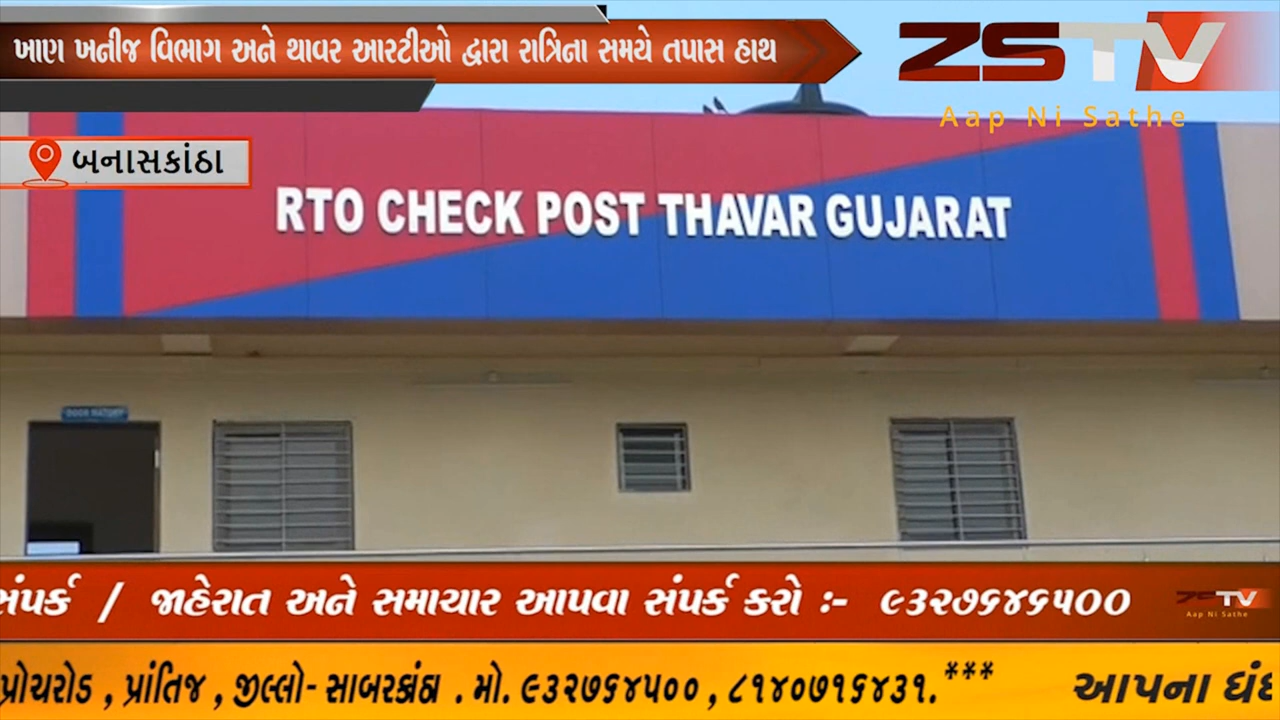 ખાણ ખનીજ વિભાગ અને થાવર આરટીઓ દ્વારા રાત્રિના સમયે તપાસ હાથ
ZSTV
Aap Ni Sathe
બનાસકાંઠા
RTO CHECK POST THAVAR GUJARAT
સંપર્ક / જાહેરાત અને સમાચાર આપવા સંપર્ક કરો :- ૯૩૨૭૬૪૬૫૦૦
ZSTV
Aap Ni Sathe
પ્રોચરોડ , પ્રાંતિજ , જીલ્લો- સાબરકાંઠા . મો. ૯૩૨૭૬૪૫૦૦ , ૮૧૪૦૭૧૬૪૩૧.*** આપના ધંધ